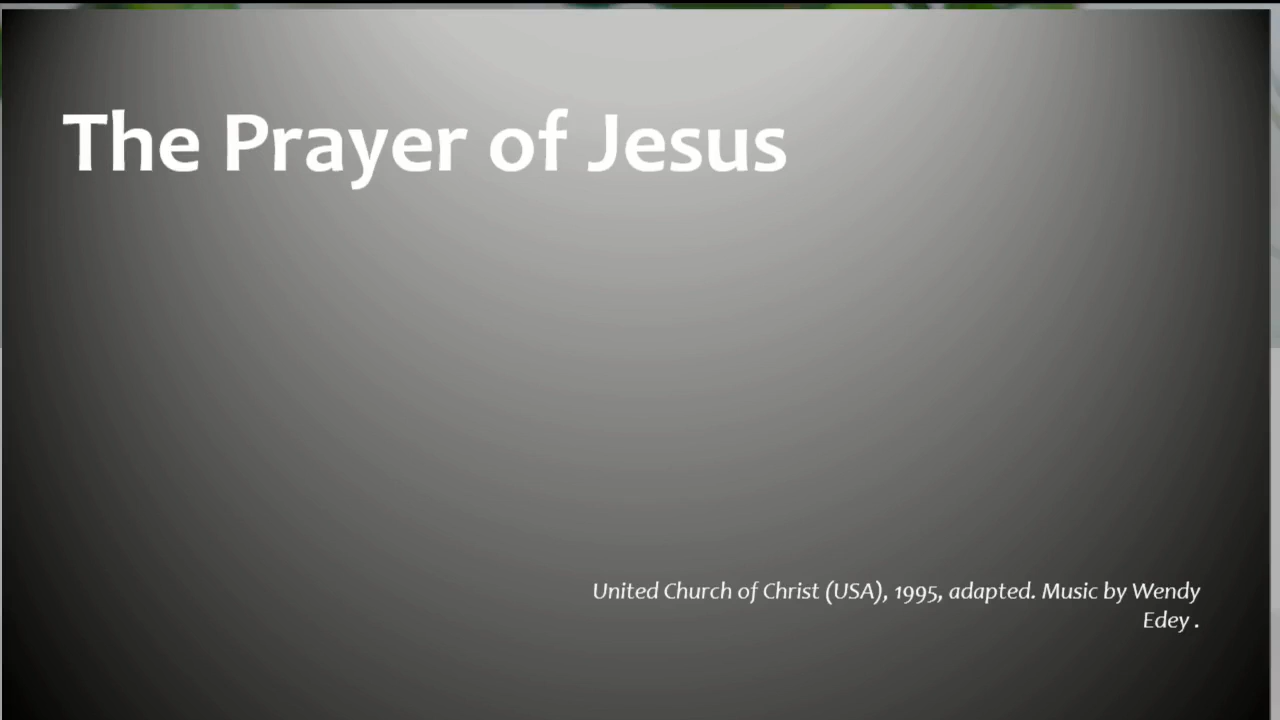 The Prayer of Jesus
United Church of Christ (USA), 1995, adapted. Music by Wendy
Edey .